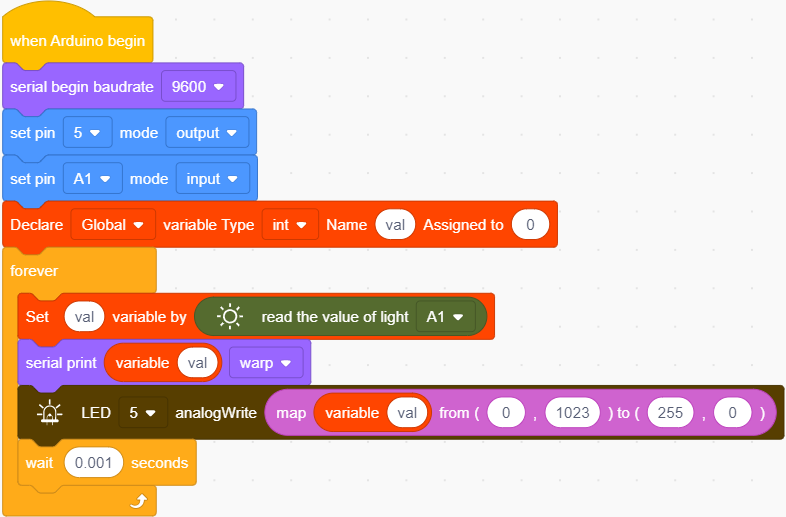 when Arduino begin
serial begin baudrate 9600
set pin 5 mode output
set pin A1 mode input
Declare Global variable Type int Name val Assigned to 0
forever
Set val variable by read the value of light A1
serial print variable val warp
LED 5 analogWrite map variable val from ( 0 , 1023 ) to ( 255 , 0 )
wait 0.001 seconds